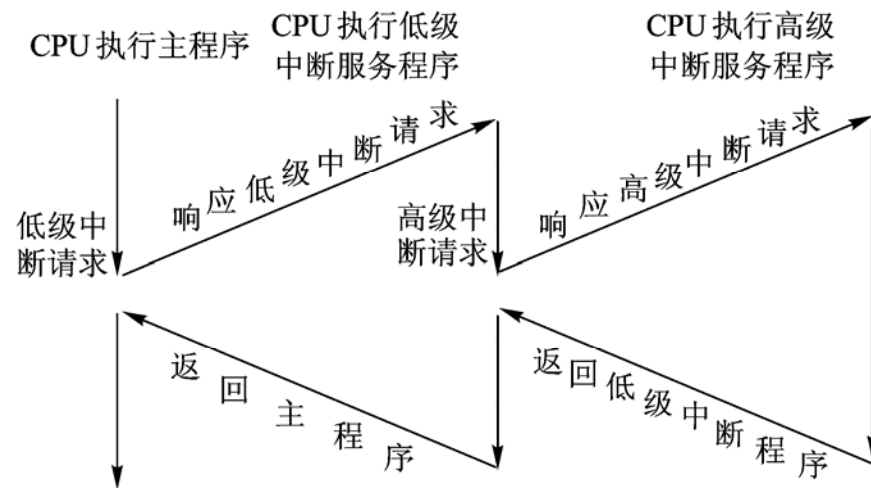 CPU 执行主程序
CPU 执行低级
中断服务程序
CPU 执行高级
中断服务程序
响应低级中断请求
响应高级中断请求
低级中
断请求
高级中
断请求
返回主程序
返回低级中断程序